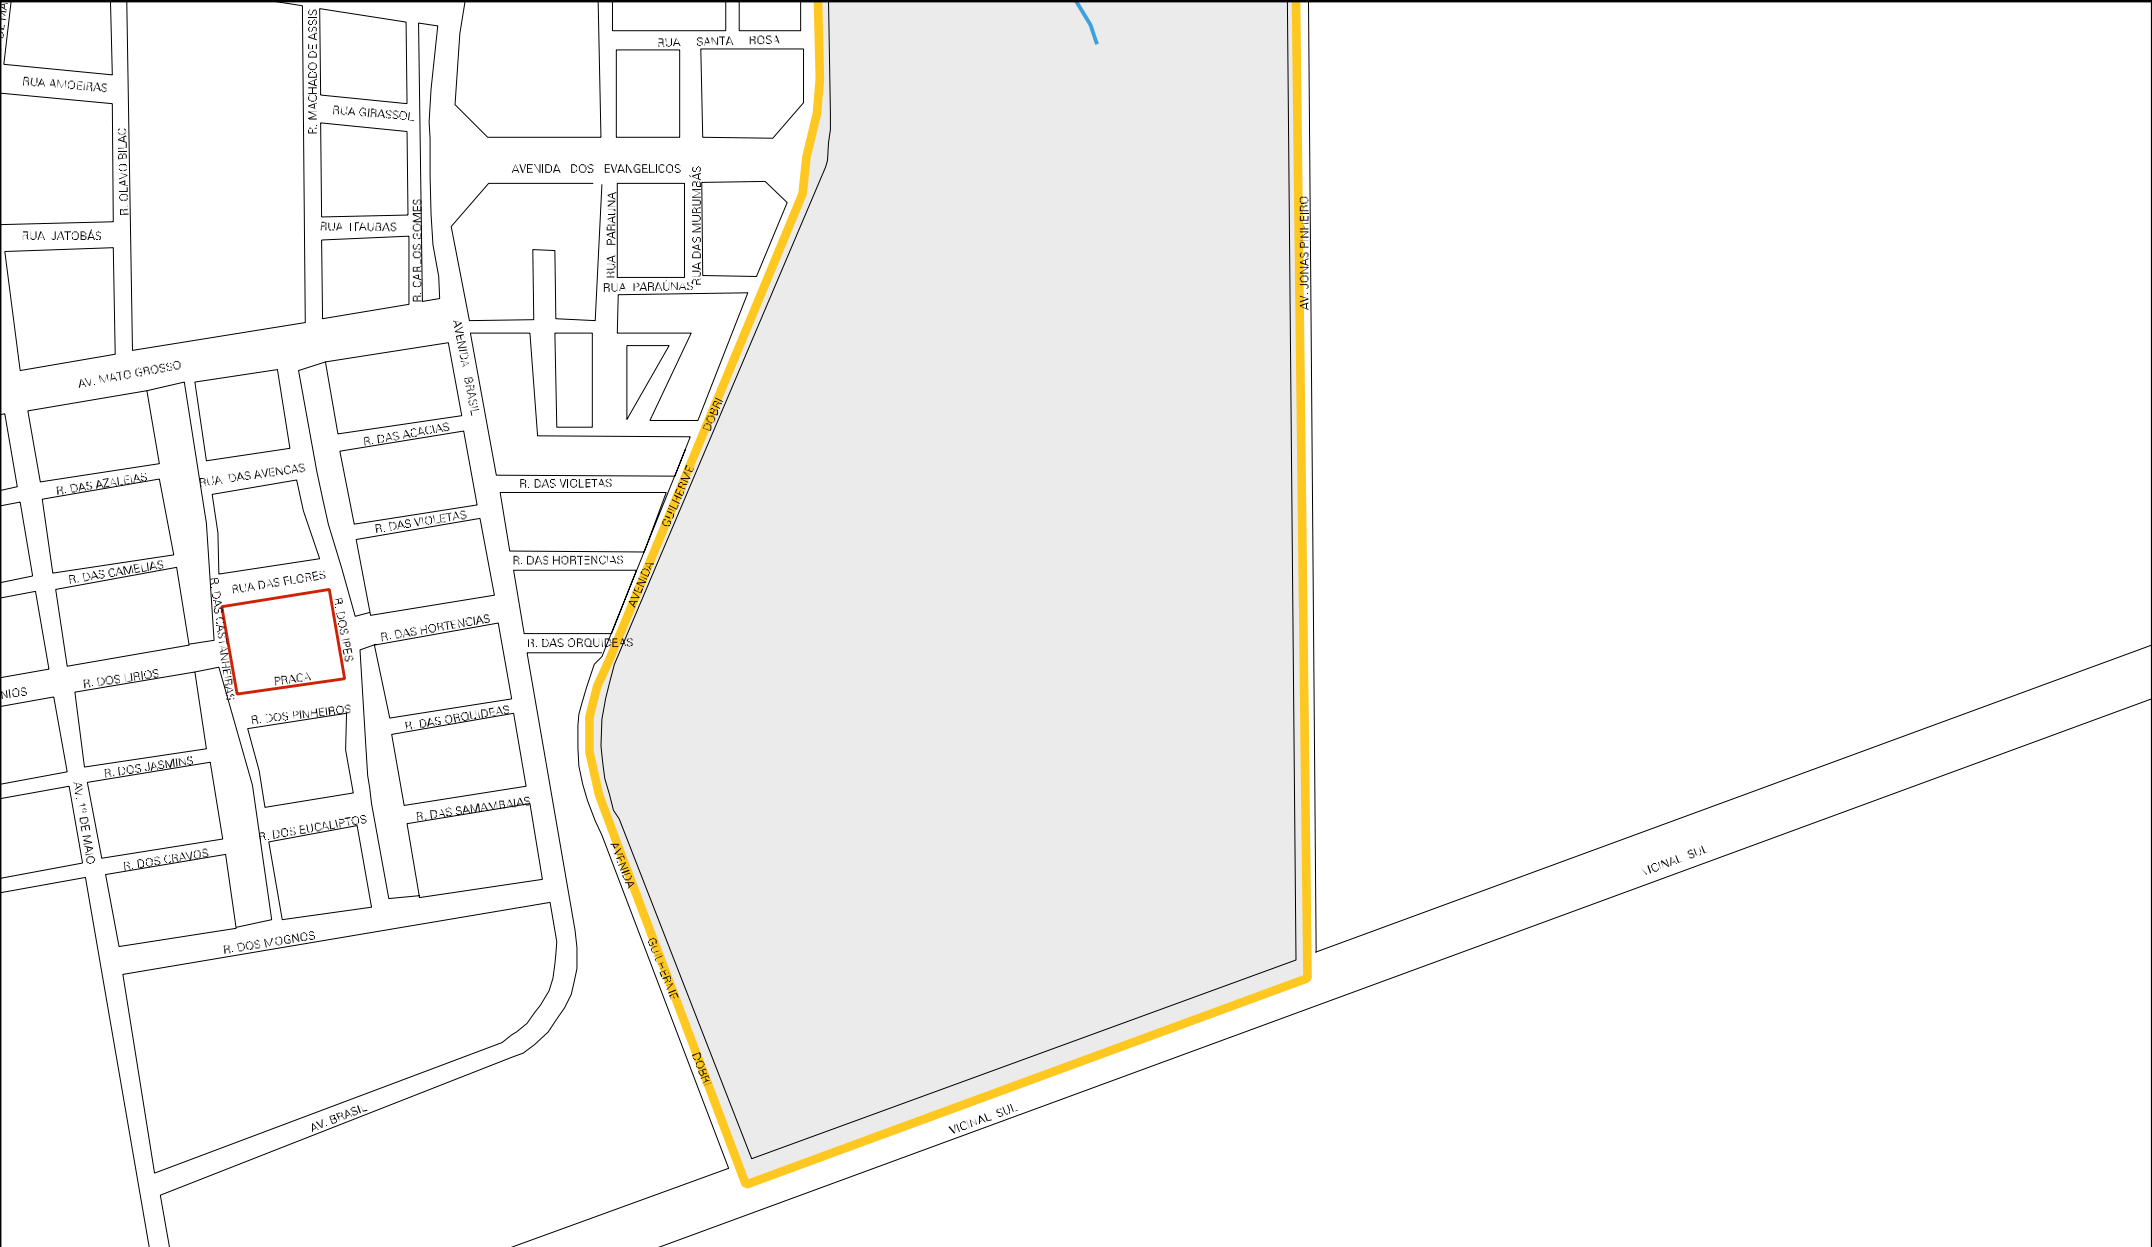 RUA SANTA ROSA
R. MACHADO DE ASSIS
RUA AMOEIRAS
RUA GIRASSOL
R. OLAVO BILAC
AVENIDA DOS EVANGELICOS
RUA PARAUNA
RUA DAS MURUMBÁS
R. CARLOS GOMES
RUA JATOBÁS
RUA ITAUBAS
AV. JONAS PINHEIRO
RUA PARAÚNAS
AVENIDA BRASIL
AV. MATO GROSSO
R. DAS ACACIAS
AVENIDA GUILHERME DOBRI
RUA DAS AVENCAS
R. DAS AZALEIAS
R. DAS VIOLETAS
R. DAS VIOLETAS
R. DAS HORTENCIAS
R. DAS CAMELIAS
RUA DAS FLORES
R. DAS CASTANHEIRAS
R. DOS IPES
R. DAS HORTENCIAS
R. DAS ORQUIDEAS
R. DOS LIRIOS
PRAÇA
NIOS
R. DOS PINHEIROS
R. DAS ORQUIDEAS
R. DOS JASMINS
AV. 1º DE MAIO
R. DAS SAMAMBAIAS
R. DOS EUCALIPTOS
R. DOS CRAVOS
AVENIDA GUILHERME DOBRI
VICINAL SUL
R. DOS MOGNOS
AV. BRASIL
VICINAL SUL